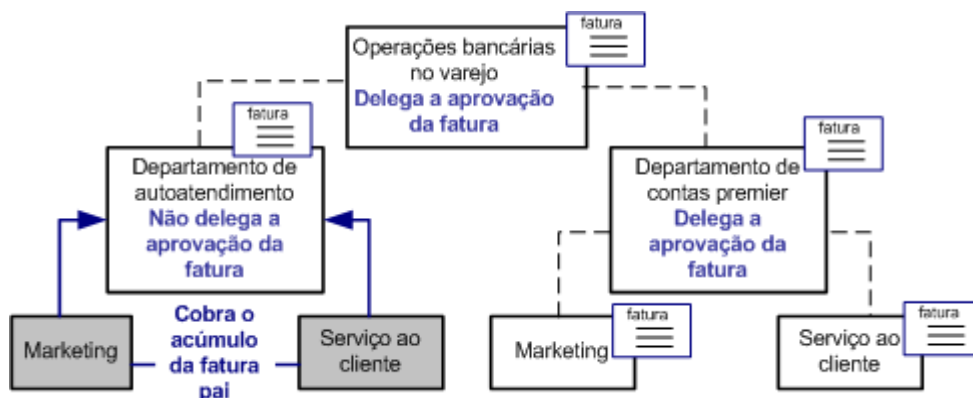 fatura
Operações bancárias
no varejo
Delega a aprovação
da fatura
fatura
Departamento de
autoatendimento
Não delega a
aprovação da
fatura
fatura
Departamento de
contas premier
Delega a
aprovação da
fatura
Marketing
Cobra o
acúmulo
da fatura
pai
Serviço ao
cliente
fatura
Marketing
fatura
Serviço ao
cliente